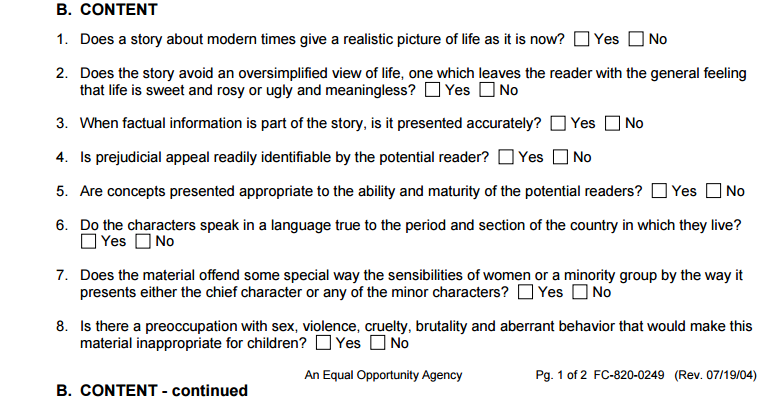 B. CONTENT
1. Does a story about modern times give a realistic picture of life as it is now? ☐ Yes ☐ No
2. Does the story avoid an oversimplified view of life, one which leaves the reader with the general feeling
that life is sweet and rosy or ugly and meaningless? ☐ Yes ☐ No
3. When factual information is part of the story, is it presented accurately? ☐ Yes ☐ No
4. Is prejudicial appeal readily identifiable by the potential reader? ☐ Yes ☐ No
5. Are concepts presented appropriate to the ability and maturity of the potential readers? ☐ Yes ☐ No
6. Do the characters speak in a language true to the period and section of the country in which they live?
☐ Yes ☐ No
7. Does the material offend some special way the sensibilities of women or a minority group by the way it
presents either the chief character or any of the minor characters? ☐ Yes ☐ No
8. Is there a preoccupation with sex, violence, cruelty, brutality and aberrant behavior that would make this
material inappropriate for children? ☐ Yes ☐ No
An Equal Opportunity Agency Pg. 1 of 2 FC-820-0249 (Rev. 07/19/04)
B. CONTENT - continued